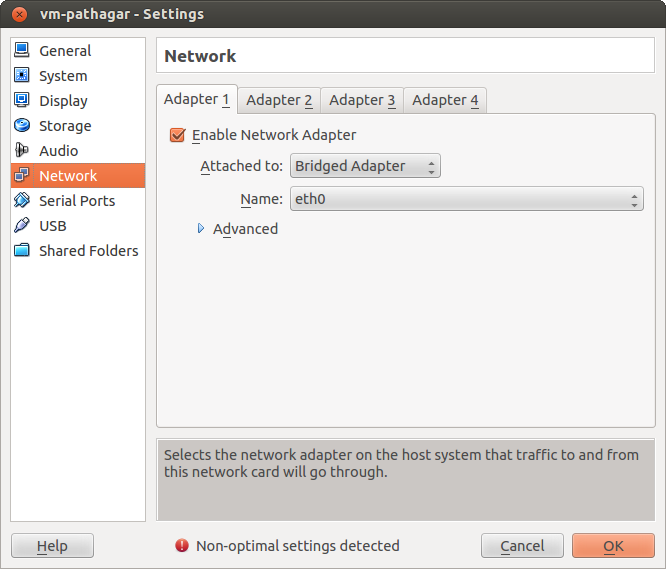 vm-pathagar - Settings
General
System
Display
Storage
Audio
Network
Serial Ports
USB
Shared Folders
Network
Adapter 1 Adapter 2 Adapter 3 Adapter 4
Enable Network Adapter
Attached to: Bridged Adapter
Name: eth0
Advanced
Selects the network adapter on the host system that traffic to and from
this network card will go through.
Help Non-optimal settings detected Cancel OK